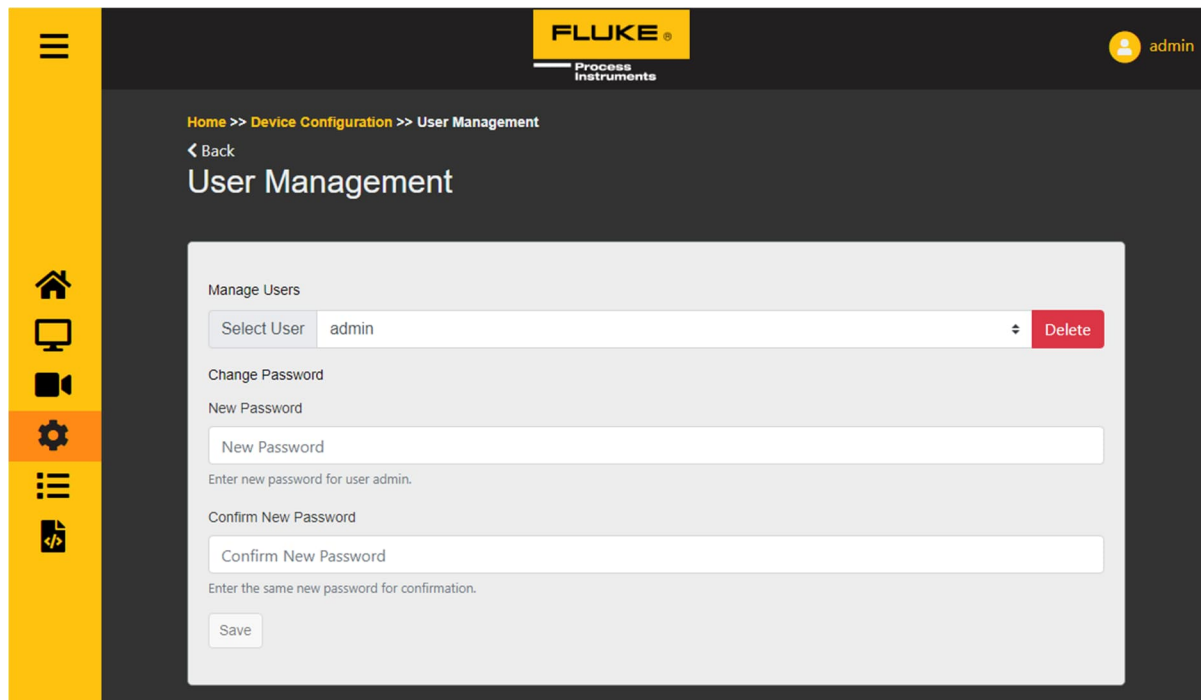 FLUKE ®
Process
Instruments
admin
Home >> Device Configuration >> User Management
Back
User Management
Manage Users
Select User admin Delete
Change Password
New Password
New Password
Enter new password for user admin.
Confirm New Password
Confirm New Password
Enter the same new password for confirmation.
Save